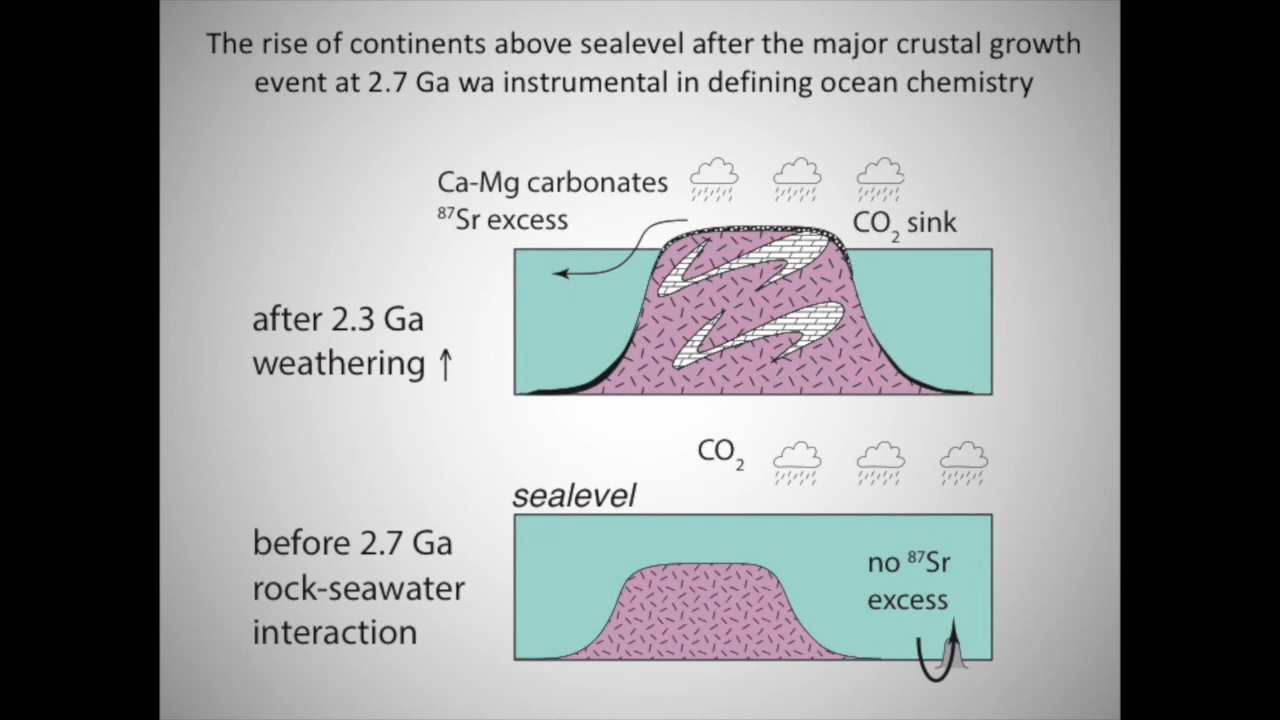 The rise of continents above sealevel after the major crustal growth
event at 2.7 Ga wa instrumental in defining ocean chemistry
Ca-Mg carbonates
⁸⁷Sr excess
CO₂ sink
after 2.3 Ga
weathering ↑
CO₂
sealevel
before 2.7 Ga
rock-seawater
interaction
no ⁸⁷Sr
excess